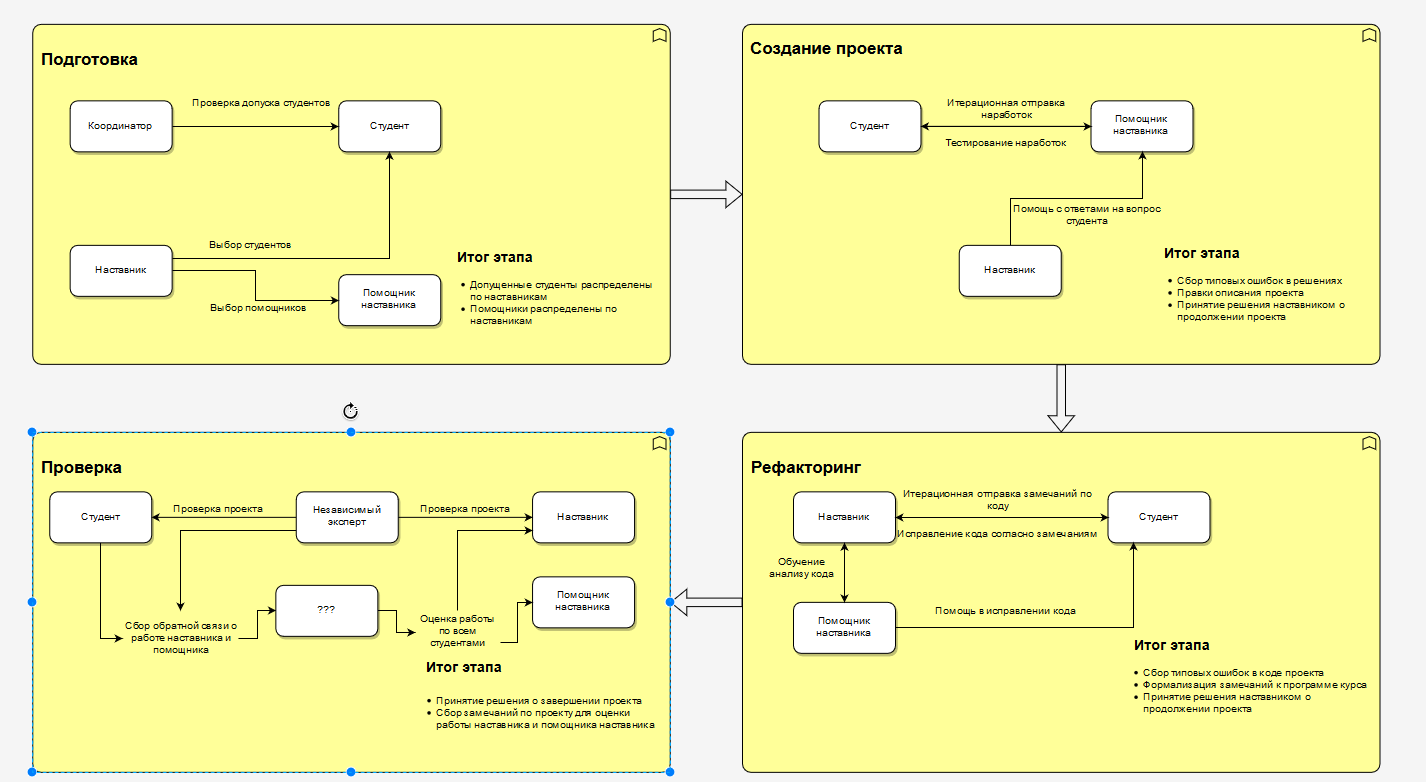 Подготовка
Координатор
Проверка допуска студентов
Студент
Наставник
Выбор студентов
Выбор помощников
Помощник
наставника
Итог этапа
• Допущенные студенты распределены
по наставникам
• Помощники распределены по
наставникам
Создание проекта
Студент
Итерационная отправка
наработок
Тестирование наработок
Помощник
наставника
Помощь с ответами на вопрос
студента
Наставник
Итог этапа
• Сбор типовых ошибок в решениях
• Правки описания проекта
• Принятие решения наставником о
продолжении проекта
Проверка
Студент
Проверка проекта
Независимый
эксперт
Проверка проекта
Наставник
Сбор обратной связи о
работе наставника и
помощника
???
Оценка работы
по всем
студентами
Помощник
наставника
Итог этапа
• Принятие решения о завершении проекта
• Сбор замечаний по проекту для оценки
работы наставника и помощника наставника
Рефакторинг
Наставник
Итерационная отправка замечаний по
коду
Исправление кода согласно замечаниям
Студент
Обучение
анализу кода
Помощник
наставника
Помощь в исправлении кода
Итог этапа
• Сбор типовых ошибок в коде проекта
• Формализация замечаний к программе курса
• Принятие решения наставником о
продолжении проекта